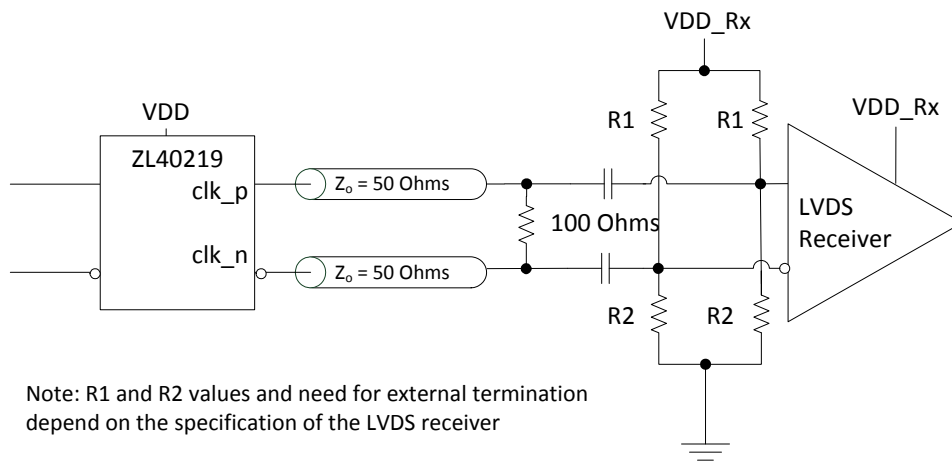 VDD_Rx
VDD
R1
R1
VDD_Rx
ZL40219
clk_p
Zo = 50 Ohms
100 Ohms
LVDS
Receiver
clk_n
Zo = 50 Ohms
R2
R2
Note: R1 and R2 values and need for external termination
depend on the specification of the LVDS receiver